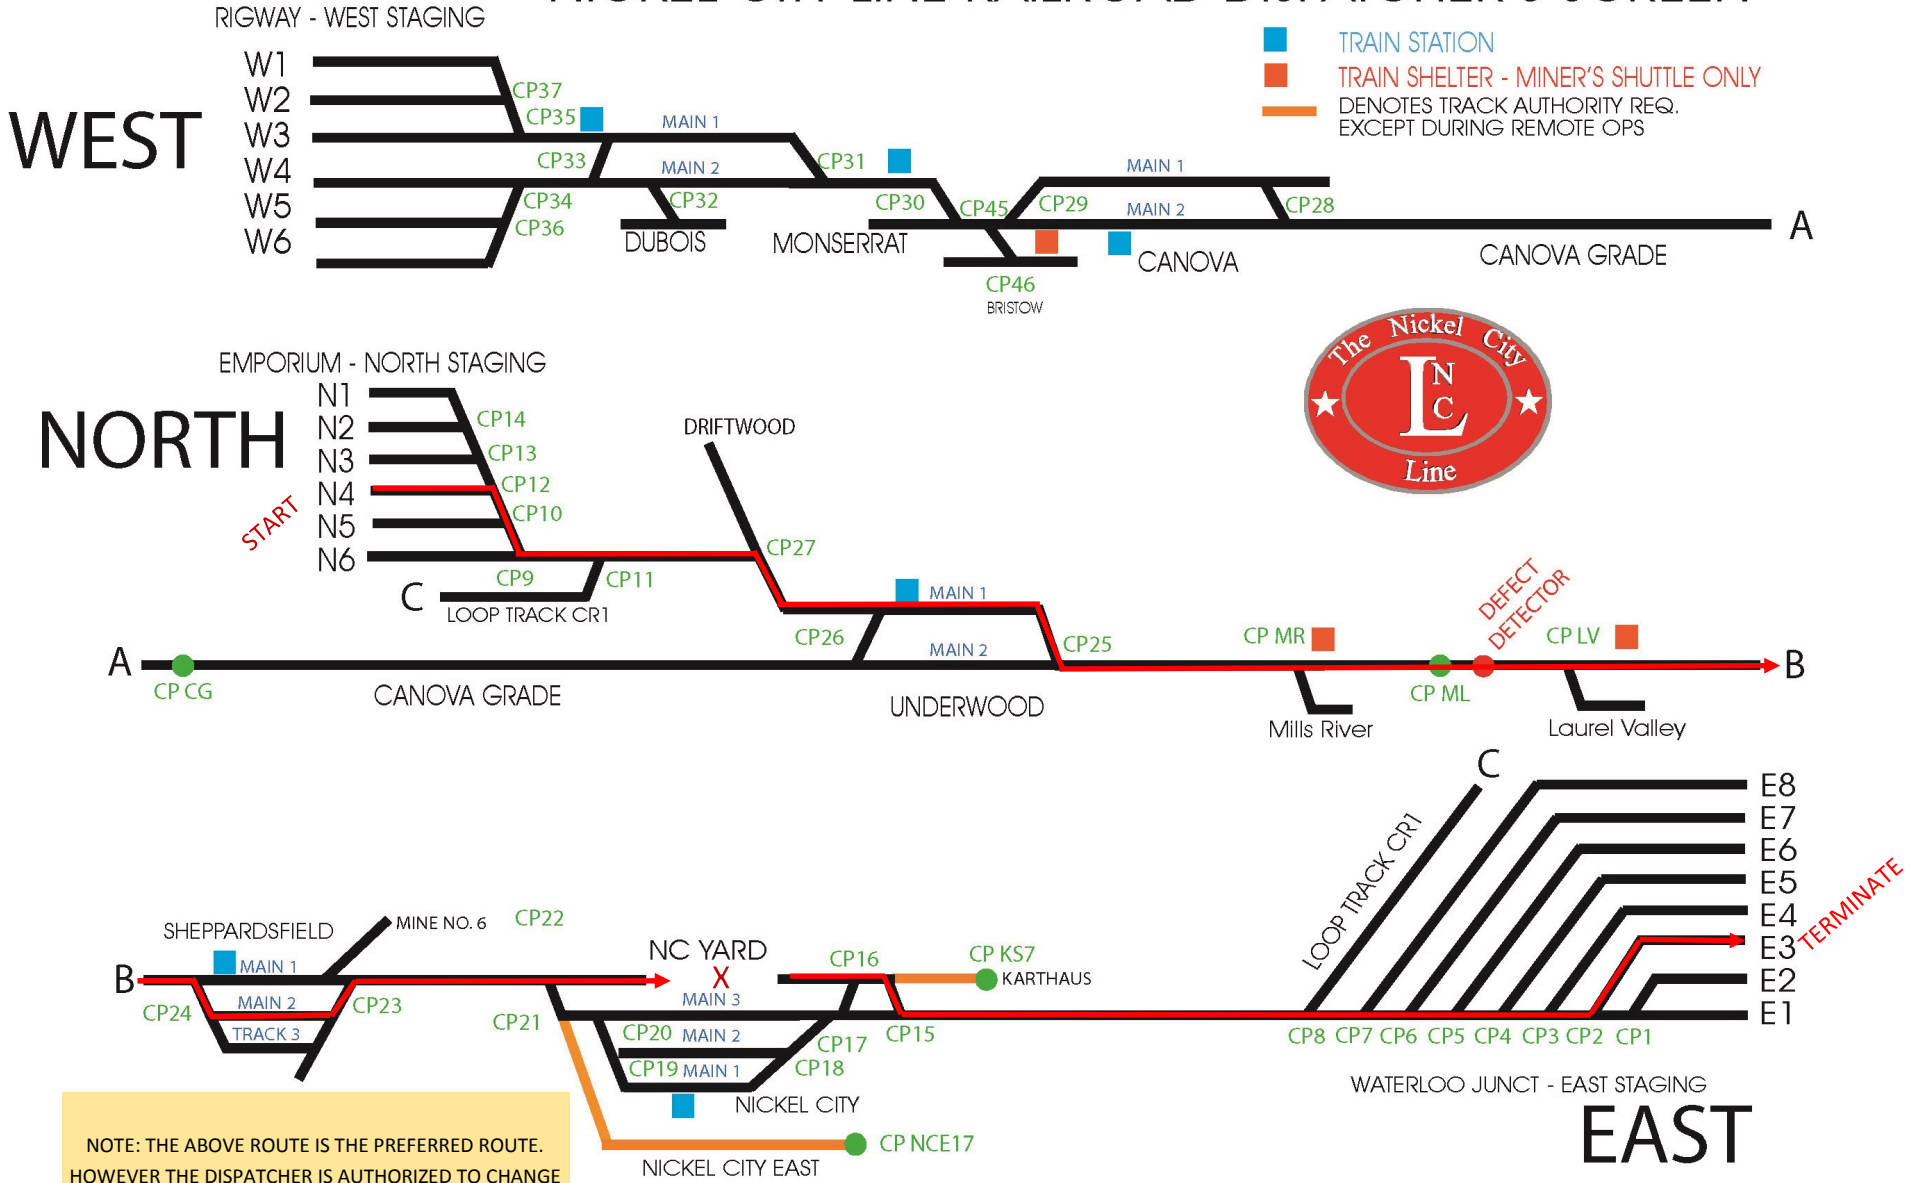 RIGWAY - WEST STAGING
TRAIN STATION
TRAIN SHELTER - MINER'S SHUTTLE ONLY
DENOTES TRACK AUTHORITY REQ.
EXCEPT DURING REMOTE OPS
WEST
W1
W2
W3
W4
W5
W6
CP37
CP35
MAIN 1
CP33
MAIN 2
CP31
CP34
CP32
CP36
DUBOIS
CP30
MONSERRAT
CP45
CP29
MAIN 1
MAIN 2
CP28
CP46
BRISTOW
CANOVA
CANOVA GRADE
A
The Nickel City
L N C
Line
EMPORIUM - NORTH STAGING
NORTH
START
N1
N2
N3
N4
N5
N6
CP14
CP13
CP12
CP10
CP9
CP11
C
LOOP TRACK CR1
DRIFTWOOD
CP27
MAIN 1
CP26
MAIN 2
CP25
CP MR
DEFECT
DETECTOR
CP LV
A
CP CG
CANOVA GRADE
UNDERWOOD
CP ML
B
Mills River
Laurel Valley
SHEPPARDSFIELD
MINE NO. 6
CP22
B
MAIN 1
MAIN 2
CP24
CP23
TRACK 3
NC YARD
X
MAIN 3
CP21
CP20
MAIN 2
CP19
MAIN 1
CP16
CP KS7
KARTHAUS
CP17
CP15
CP18
NICKEL CITY
CP NCE17
NICKEL CITY EAST
C
LOOP TRACK CR1
E8
E7
E6
E5
E4
E3
E2
E1
TERMINATE
CP8
CP7
CP6
CP5
CP4
CP3
CP2
CP1
WATERLOO JUNCT - EAST STAGING
EAST
NOTE: THE ABOVE ROUTE IS THE PREFERRED ROUTE.
HOWEVER THE DISPATCHER IS AUTHORIZED TO CHANGE